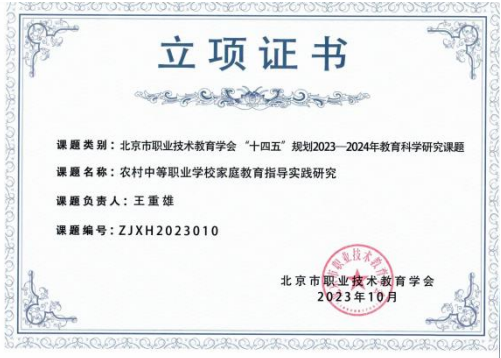 立项证书
课题类别：北京市职业技术教育学会“十四五”规划2023—2024年教育科学研究课题
课题名称：农村中等职业学校家庭教育指导实践研究
课题负责人：王重雄
课题编号：ZJXH2023010
北京市职业技术教育学会
2023年10月